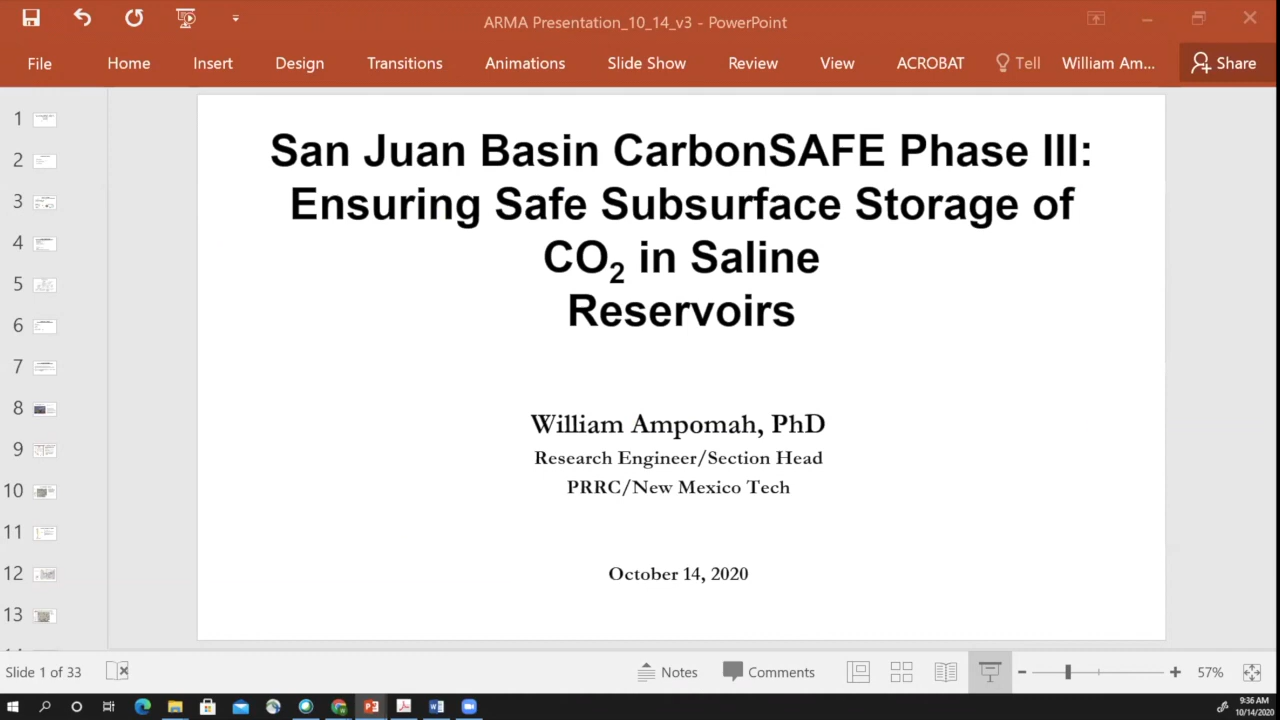 ARMA Presentation_10_14_v3 - PowerPoint
File Home Insert Design Transitions Animations Slide Show Review View ACROBAT Tell William Am... Share
1
2
3
4
5
6
7
8
9
10
11
12
13
San Juan Basin CarbonSAFE Phase III:
Ensuring Safe Subsurface Storage of
CO2 in Saline
Reservoirs
William Ampomah, PhD
Research Engineer/Section Head
PRRC/New Mexico Tech
October 14, 2020
Slide 1 of 33 Notes Comments 57%
9:36 AM
10/14/2020